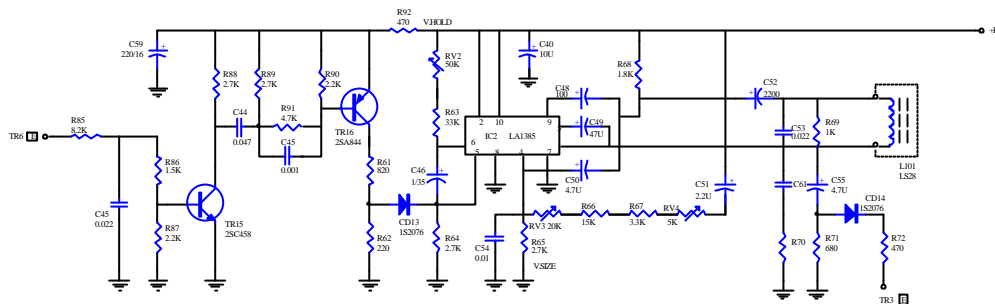 R92
470
V.HOLD
C59
220/16
R88
2.7K
R89
2.7K
R90
2.2K
RV2
50K
C40
10U
R68
1.8K
C52
2200
C48
100
C44
0.047
R91
4.7K
TR16
2SA844
R63
33K
2
10
9
C49
47U
IC2
LA1385
6
5
8
4
7
C53
0.022
R69
1K
L101
LS28
TR6
E
R85
8.2K
C45
0.001
R86
1.5K
R61
820
C46
1/35
C50
4.7U
C51
2.2U
C61
C55
4.7U
CD14
1S2076
TR15
2SC458
CD13
1S2076
C45
0.022
R87
2.2K
R62
220
R64
2.7K
C54
0.01
RV3 20K
R66
15K
R67
3.3K
RV4
5K
R65
2.7K
V.SIZE
R70
R71
680
R72
470
TR3
E